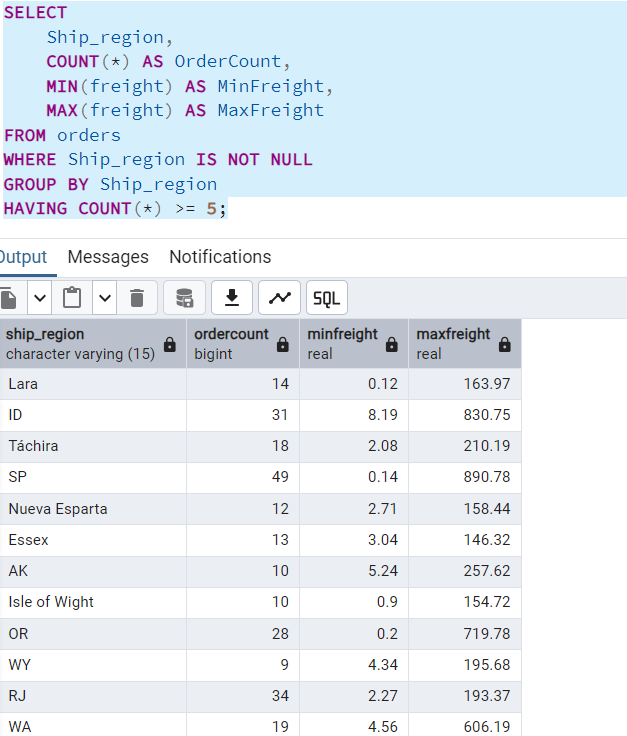 SELECT
    Ship_region,
    COUNT(*) AS OrderCount,
    MIN(freight) AS MinFreight,
    MAX(freight) AS MaxFreight
FROM orders
WHERE Ship_region IS NOT NULL
GROUP BY Ship_region
HAVING COUNT(*) >= 5;
Output Messages Notifications
SQL
ship_region ordercount minfreight maxfreight
character varying (15) bigint real real
Lara 14 0.12 163.97
ID 31 8.19 830.75
Táchira 18 2.08 210.19
SP 49 0.14 890.78
Nueva Esparta 12 2.71 158.44
Essex 13 3.04 146.32
AK 10 5.24 257.62
Isle of Wight 10 0.9 154.72
OR 28 0.2 719.78
WY 9 4.34 195.68
RJ 34 2.27 193.37
WA 19 4.56 606.19